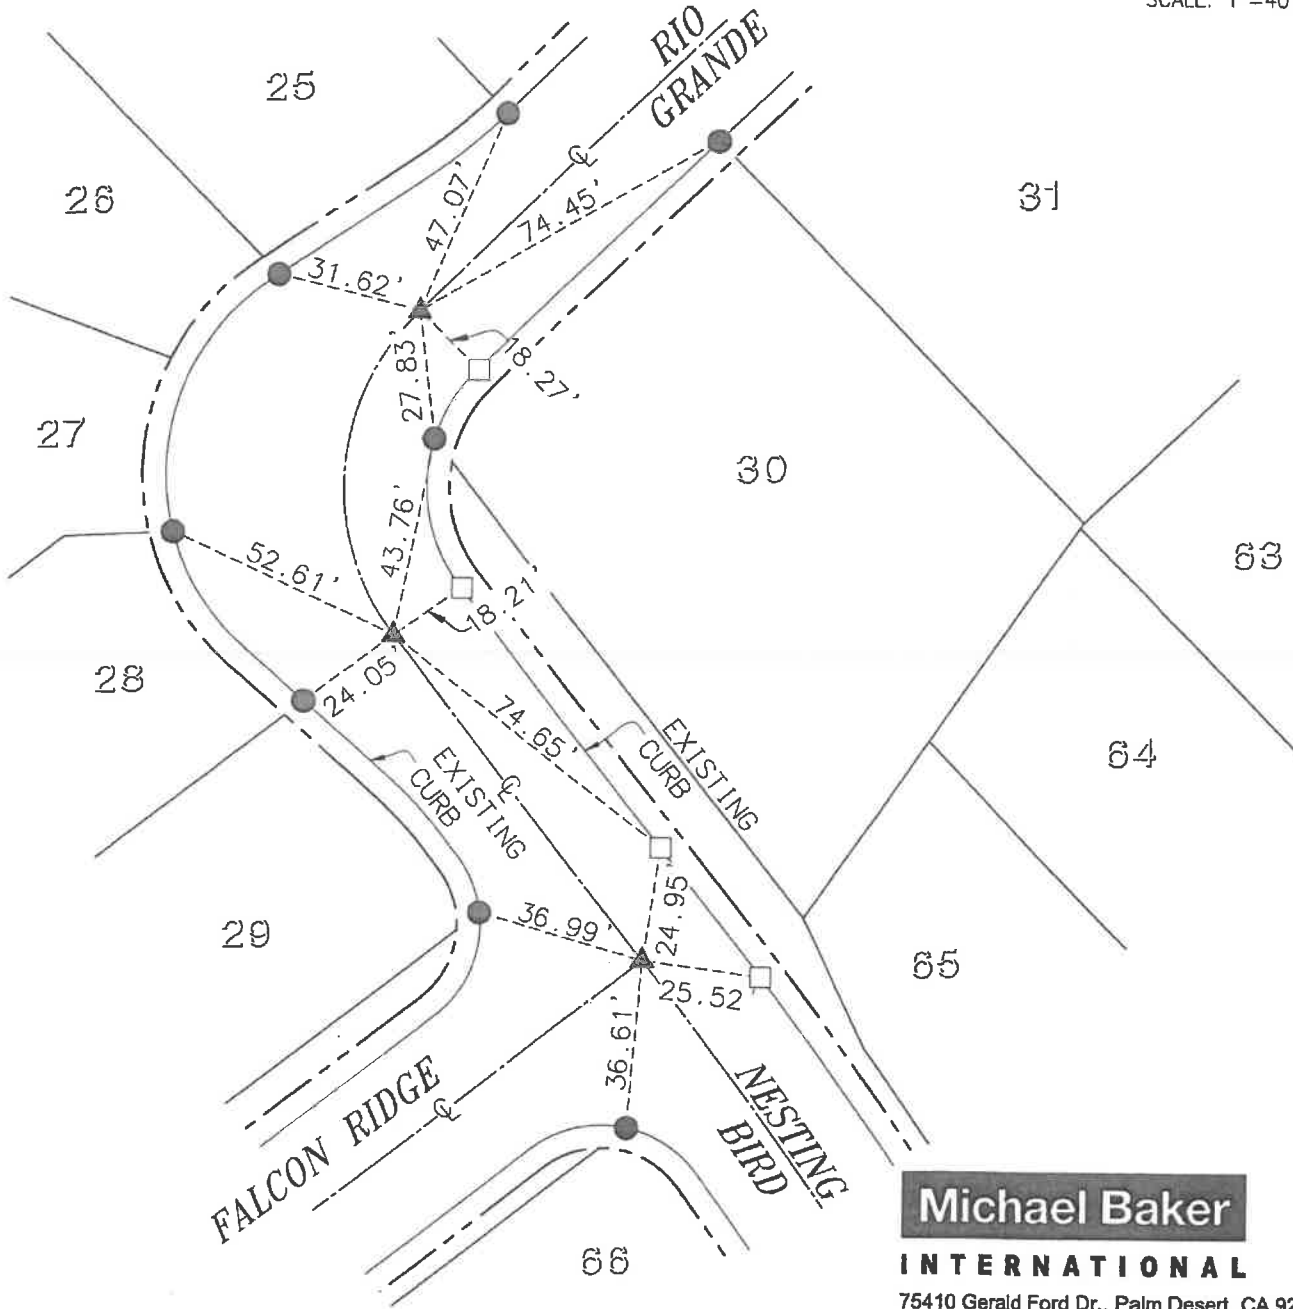 SCALE: 1"=40
25
RIO
GRANDE
26
31
47.07'
74.45'
31.62'
27.83'
18.27'
27
30
43.76'
52.61'
63
18.21'
28
24.05'
74.65'
EXISTING
CURB
64
EXISTING
CURB
29
36.99'
24.95'
65
25.52'
36.61'
FALCON RIDGE
NESTING
BIRD
66
Michael Baker
INTERNATIONAL
75410 Gerald Ford Dr., Palm Desert, CA 92